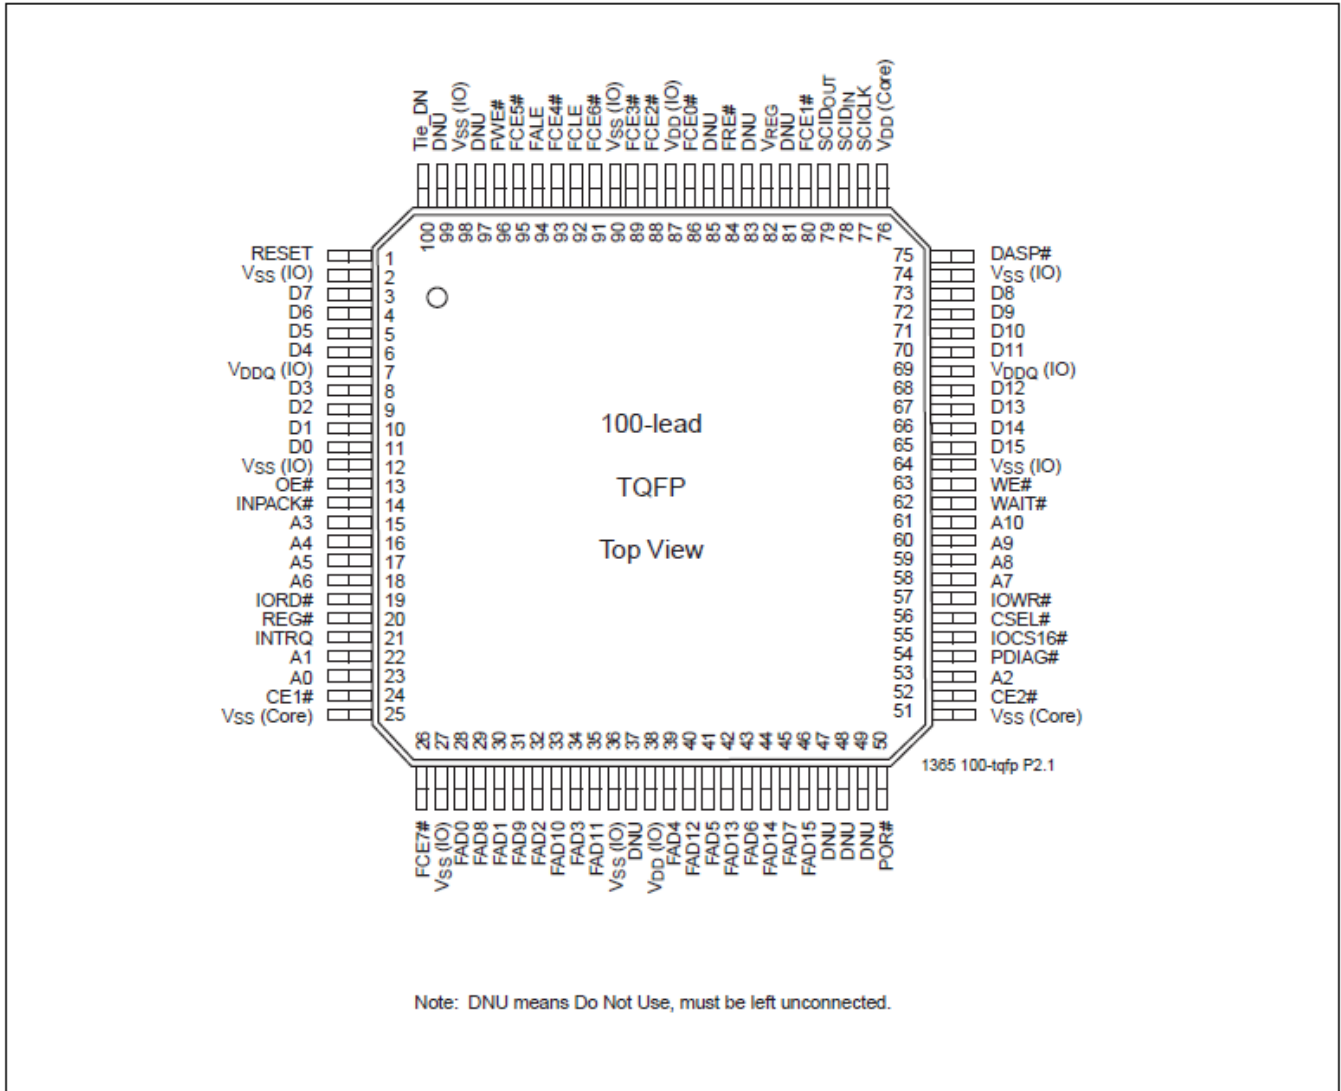 Tie_DN
DNU
VSS (IO)
DNU
FWE#
FCE5#
FALE
FCE4#
FCLE
FCE6#
VSS (IO)
FCE3#
FCE2#
VDD (IO)
FCE0#
DNU
FRE#
DNU
VREG
DNU
FCE1#
SCIDOUT
SCIDIN
SCICLK
VDD (Core)
100
99
98
97
96
95
94
93
92
91
90
89
88
87
86
85
84
83
82
81
80
79
78
77
76
RESET 1
VSS (IO) 2
D7 3
D6 4
D5 5
D4 6
VDDQ (IO) 7
D3 8
D2 9
D1 10
D0 11
VSS (IO) 12
OE# 13
INPACK# 14
A3 15
A4 16
A5 17
A6 18
IORD# 19
REG# 20
INTRQ 21
A1 22
A0 23
CE1# 24
VSS (Core) 25
100-lead
TQFP
Top View
75 DASP#
74 VSS (IO)
73 D8
72 D9
71 D10
70 D11
69 VDDQ (IO)
68 D12
67 D13
66 D14
65 D15
64 VSS (IO)
63 WE#
62 WAIT#
61 A10
60 A9
59 A8
58 A7
57 IOWR#
56 CSEL#
55 IOCS16#
54 PDIAG#
53 A2
52 CE2#
51 VSS (Core)
26
27
28
29
30
31
32
33
34
35
36
37
38
39
40
41
42
43
44
45
46
47
48
49
50
1365 100-tqfp P2.1
FCE7#
VSS (IO)
FAD0
FAD8
FAD1
FAD9
FAD2
FAD10
FAD3
FAD11
VSS (IO)
DNU
VDD (IO)
FAD4
FAD12
FAD5
FAD13
FAD6
FAD14
FAD7
FAD15
DNU
DNU
DNU
POR#
Note: DNU means Do Not Use, must be left unconnected.